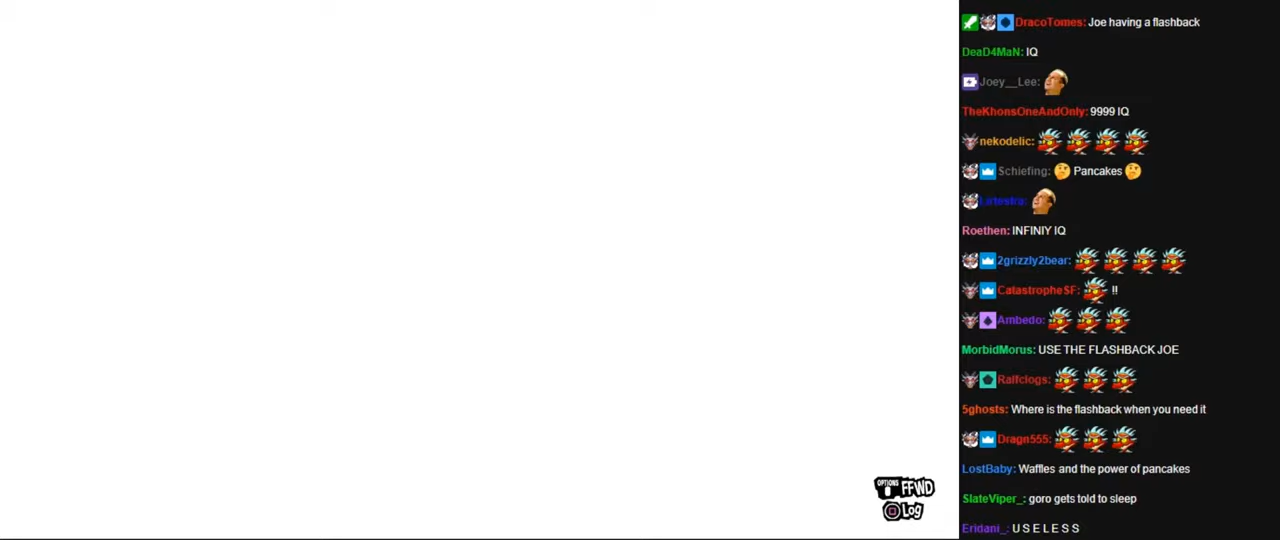 OPTIONS
FFWD
Log
DracoTomes: Joe having a flashback
DeaD4MaN: IQ
Joey__Lee:
TheKhonsOneAndOnly: 9999 IQ
nekodelic:
Schiefing: Pancakes
Latestra:
Roethen: INFINIY IQ
2grizzly2bear:
CatastropheSF: !!
Ambedo:
MorbidMorus: USE THE FLASHBACK JOE
Ralfclogs:
5ghosts: Where is the flashback when you need it
Dragn555:
LostBaby: Waffles and the power of pancakes
SlateViper_: goro gets told to sleep
Eridani_: U S E L E S S